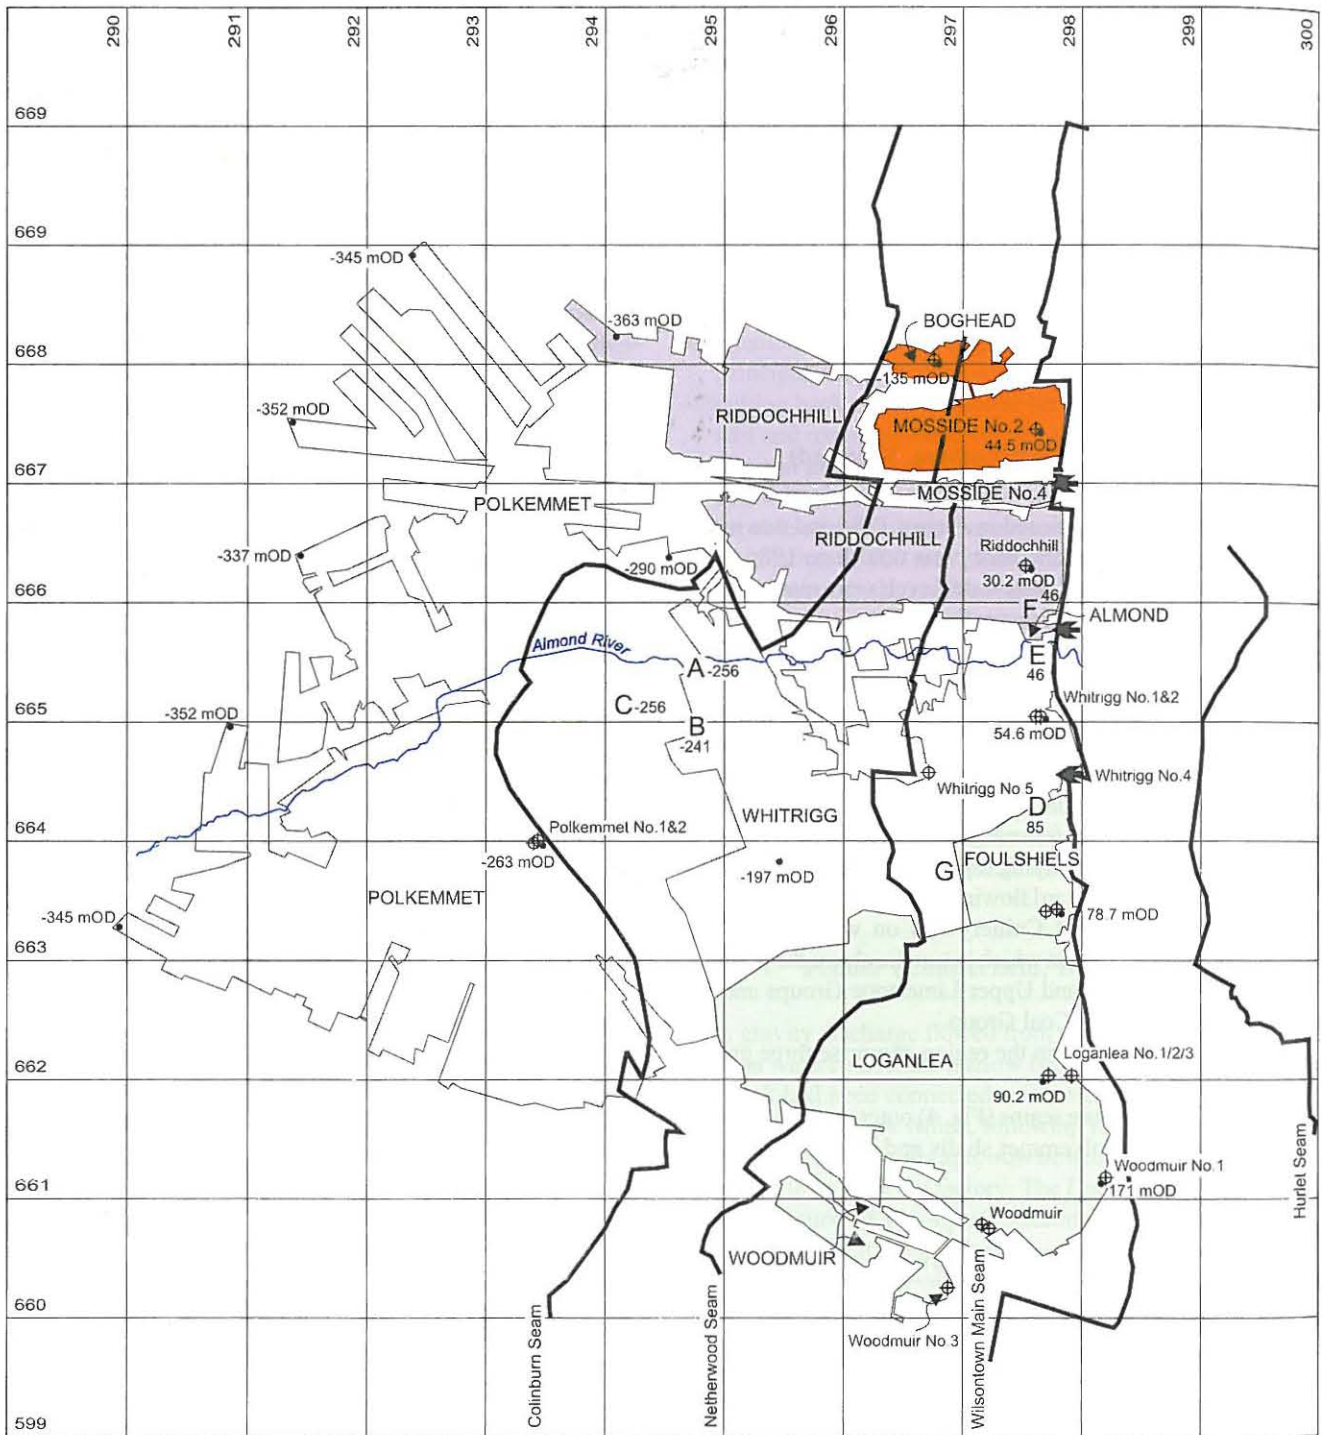 290
291
292
293
294
295
296
297
298
299
300
669
669
-345 mOD
-363 mOD
BOGHEAD
668
-135 mOD
-352 mOD
RIDDOCHHILL
MOSSIDE No.2
44.5 mOD
667
POLKEMMET
MOSSIDE No.4
-337 mOD
RIDDOCHHILL
Riddochhill
-290 mOD
30.2 mOD
46
666
F
ALMOND
Almond River
A -256
E
46
C -256
Whitrigg No.1&2
-352 mOD
665
B
-241
54.6 mOD
Whitrigg No.4
Whitrigg No.5
D
85
WHITRIGG
Polkemmet No.1&2
664
-263 mOD
-197 mOD
FOULSHIELS
G
POLKEMMET
-345 mOD
78.7 mOD
663
LOGANLEA
Loganlea No.1/2/3
662
90.2 mOD
Woodmuir No.1
171 mOD
661
Woodmuir
WOODMUIR
660
Woodmuir No.3
Colinburn Seam
Netherwood Seam
Wilsontown Main Seam
Hurlet Seam
599